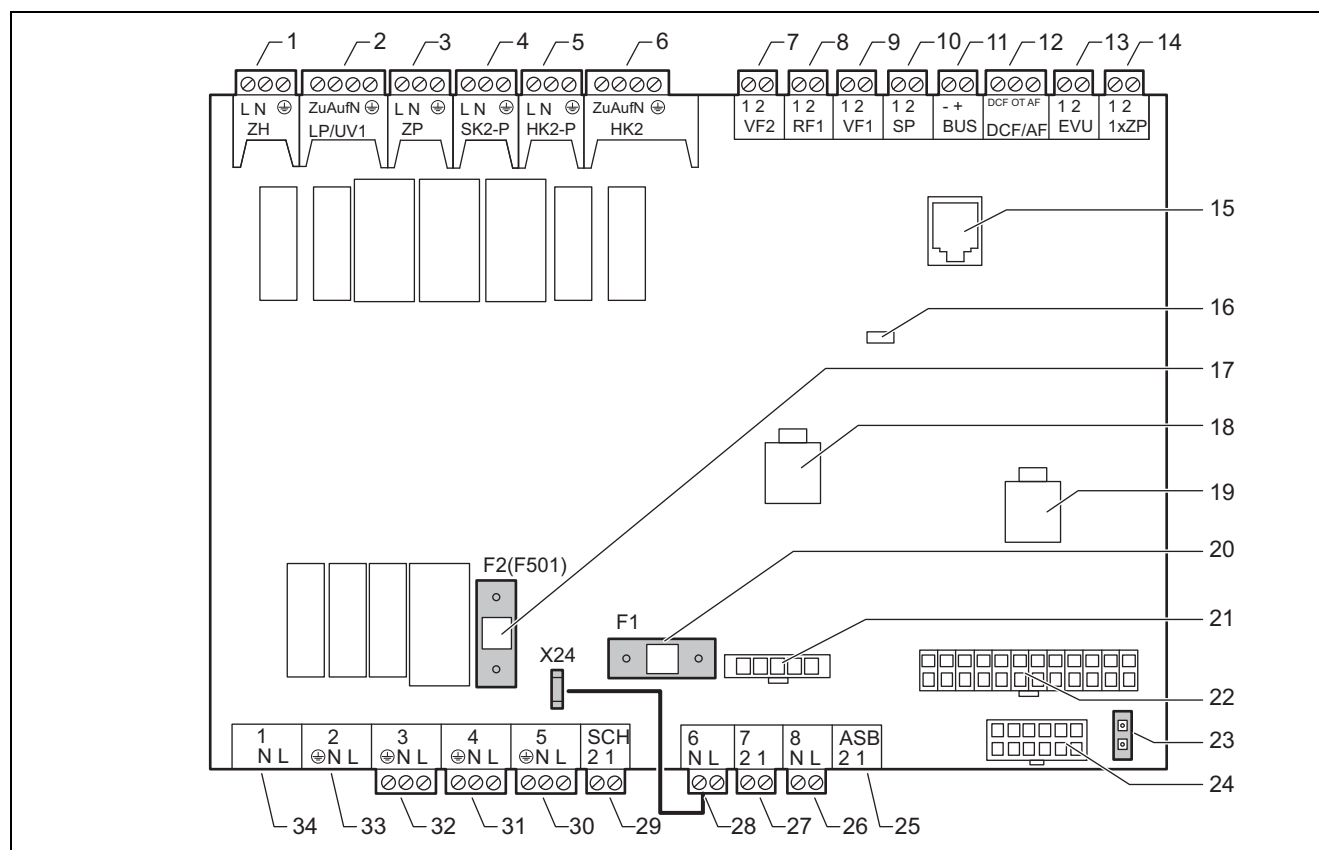 1 2 3 4 5 6 7 8 9 10 11 12 13 14
L N ⏚ ZuAufN ⏚ L N ⏚ L N ⏚ L N ⏚ ZuAufN ⏚ 1 2 1 2 1 2 1 2 - + DCF OT AF 1 2 1 2
ZH LP/UV1 ZP SK2-P HK2-P HK2 VF2 RF1 VF1 SP BUS DCF/AF EVU 1xZP
15
16
17
18
19
20
F2(F501)
F1
21
X24
22
23
24
1 2 3 4 5 SCH 6 7 8 ASB
N L ⏚ N L ⏚ N L ⏚ N L ⏚ N L 2 1 N L 2 1 N L 2 1
34 33 32 31 30 29 28 27 26 25